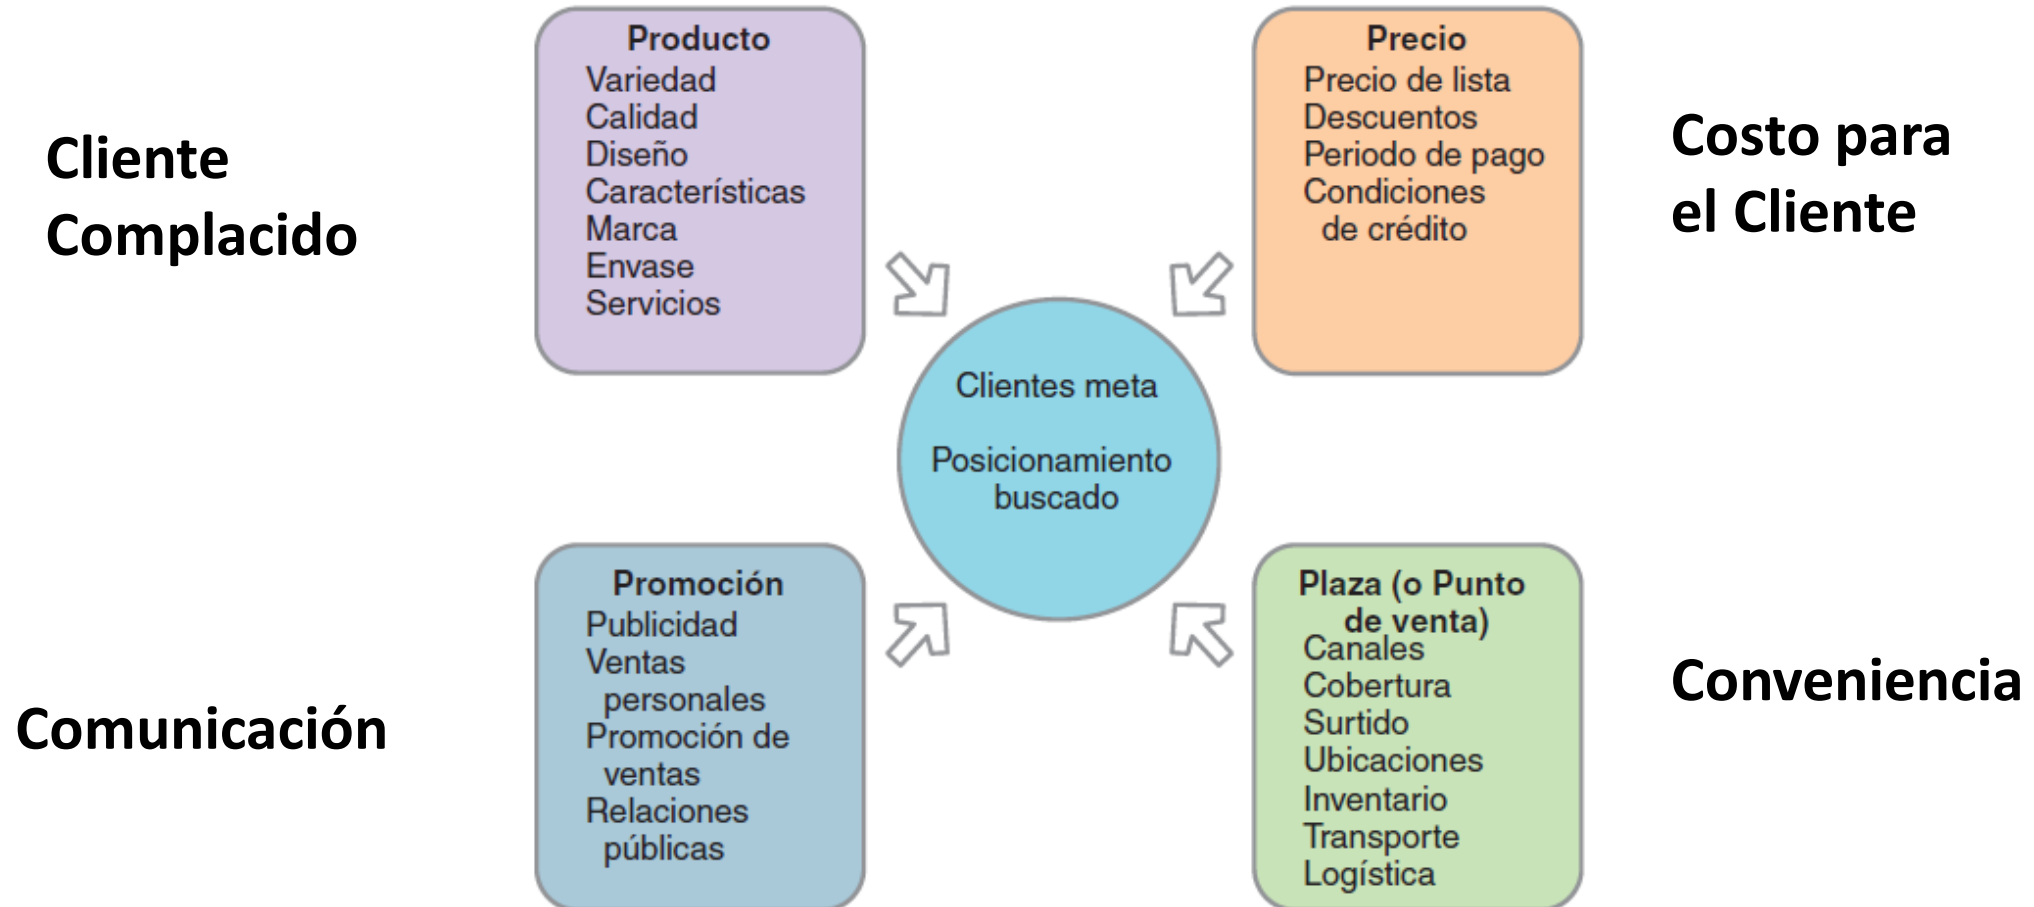 Cliente
Complacido
Producto
Variedad
Calidad
Diseño
Características
Marca
Envase
Servicios
Precio
Precio de lista
Descuentos
Periodo de pago
Condiciones
de crédito
Costo para
el Cliente
Clientes meta
Posicionamiento
buscado
Comunicación
Promoción
Publicidad
Ventas
personales
Promoción de
ventas
Relaciones
públicas
Plaza (o Punto
de venta)
Canales
Cobertura
Surtido
Ubicaciones
Inventario
Transporte
Logística
Conveniencia